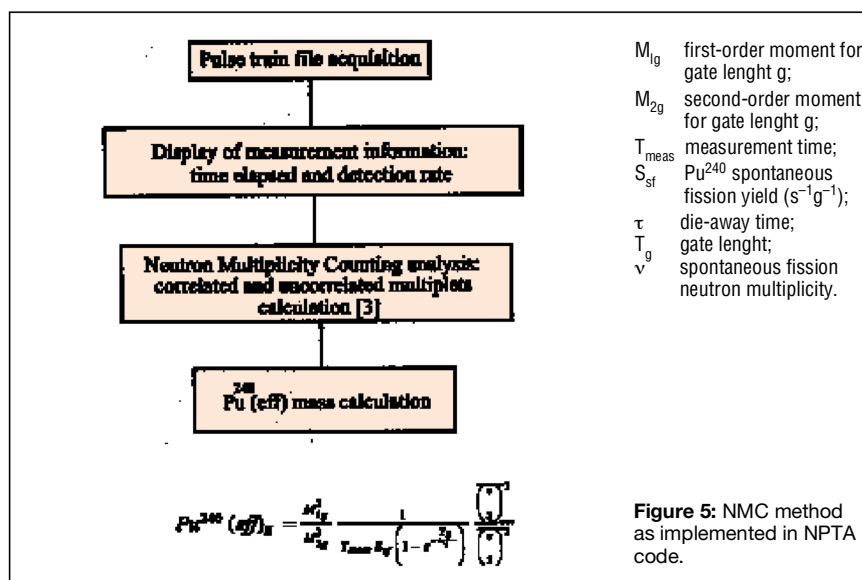 Pulse train file acquisition
Display of measurement information:
time elapsed and detection rate
Neutron Multiplicity Counting analysis:
correlated and uncorrelated multiplets
calculation [3]
240
Pu (eff) mass calculation
M₁g first-order moment for
gate lenght g;
M₂g second-order moment
for gate lenght g;
Tmeas measurement time;
Ssf Pu²⁴⁰ spontaneous
fission yield (s⁻¹g⁻¹);
τ die-away time;
Tg gate lenght;
ν spontaneous fission
neutron multiplicity.
Figure 5: NMC method
as implemented in NPTA
code.